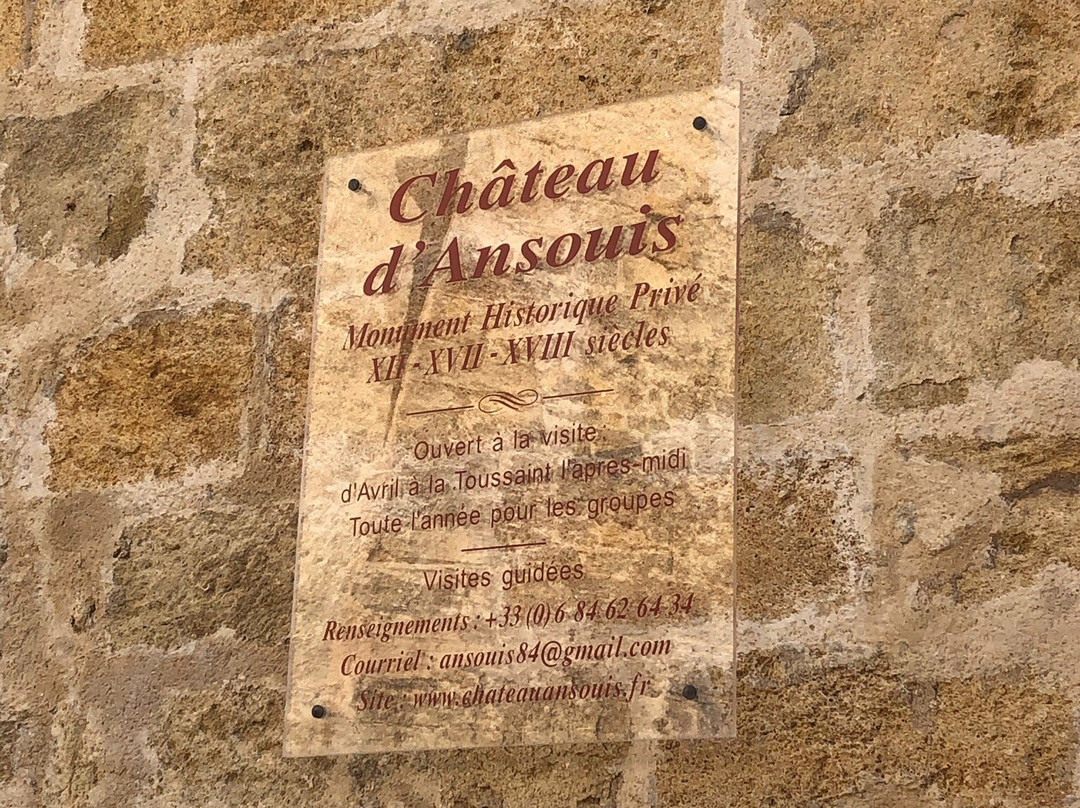 Château
d'Ansouis
Monument Historique Privé
XII - XVII - XVIII siècles
Ouvert à la visite :
d'Avril à la Toussaint l'après-midi
Toute l'année pour les groupes
Visites guidées
Renseignements : +33 (0)6 84 62 64 34
Courriel : ansouis84@gmail.com
Site : www.chateauansouis.fr